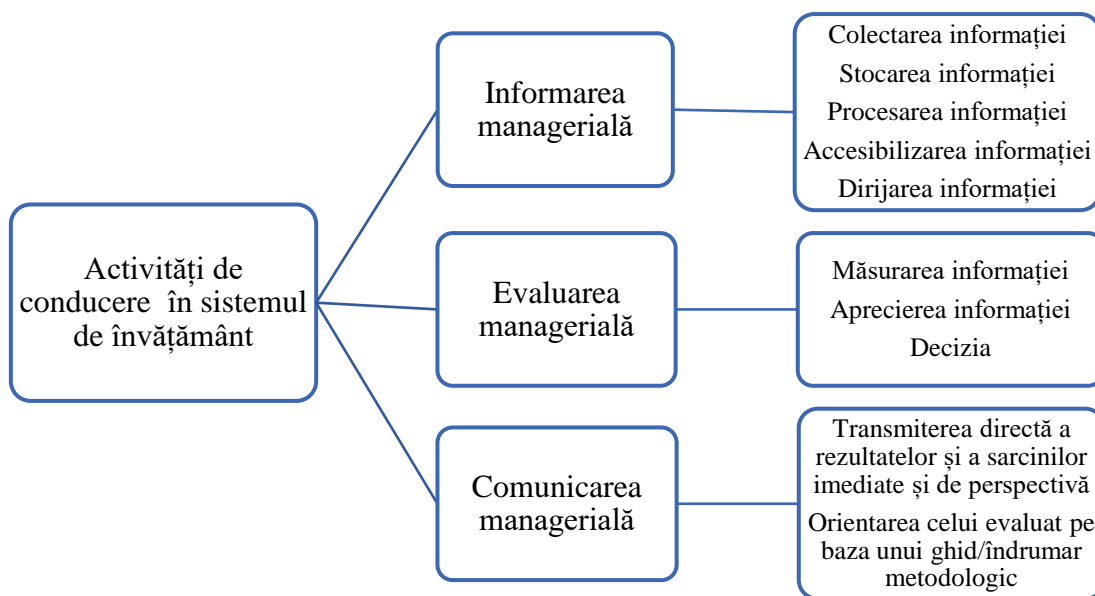 Activități de
conducere în sistemul
de învățământ
Informarea
managerială
Colectarea informației
Stocarea informației
Procesarea informației
Accesibilizarea informației
Dirijarea informației
Evaluarea
managerială
Măsurarea informației
Aprecierea informației
Decizia
Comunicarea
managerială
Transmiterea directă a
rezultatelor și a sarcinilor
imediate și de perspectivă
Orientarea celui evaluat pe
baza unui ghid/îndrumar
metodologic